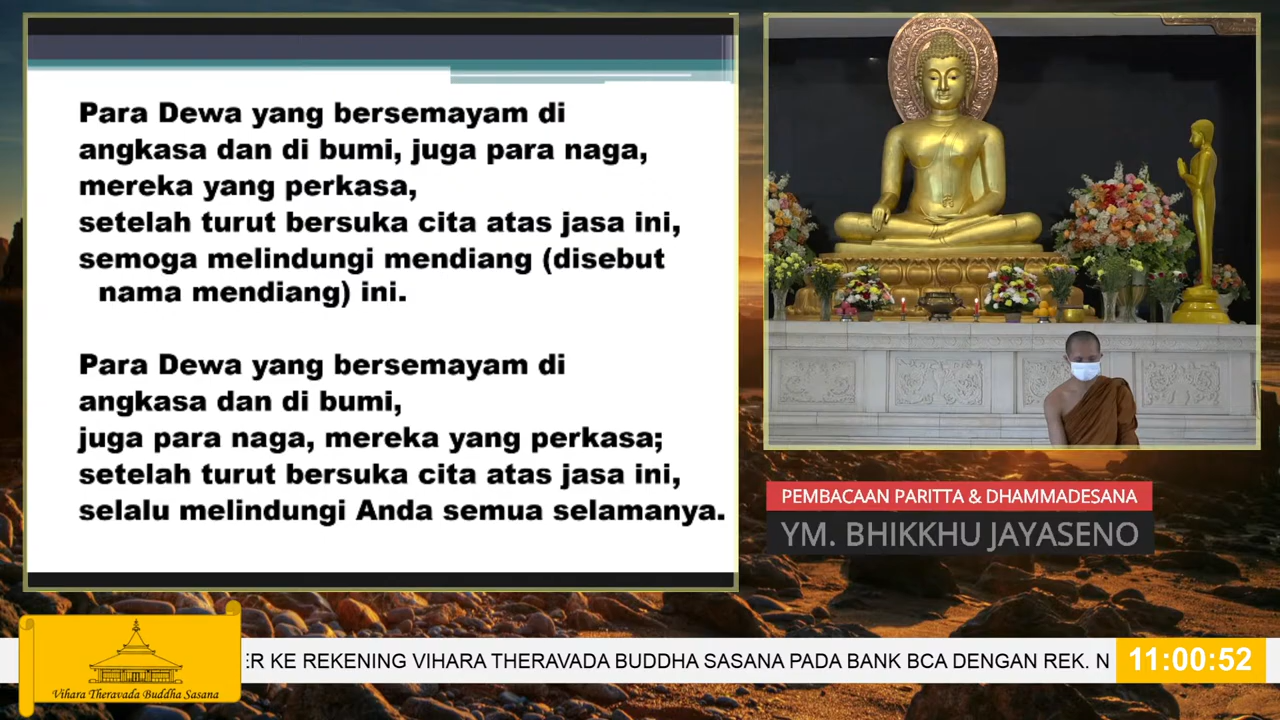 Para Dewa yang bersemayam di
angkasa dan di bumi, juga para naga,
mereka yang perkasa,
setelah turut bersuka cita atas jasa ini,
semoga melindungi mendiang (disebut
nama mendiang) ini.
Para Dewa yang bersemayam di
angkasa dan di bumi,
juga para naga, mereka yang perkasa;
setelah turut bersuka cita atas jasa ini,
selalu melindungi Anda semua selamanya.
PEMBACAAN PARITTA & DHAMMADESANA
YM. BHIKKHU JAYASENO
Vihara Theravada Buddha Sasana
ER KE REKENING VIHARA THERAVADA BUDDHA SASANA PADA BANK BCA DENGAN REK. N
11:00:52